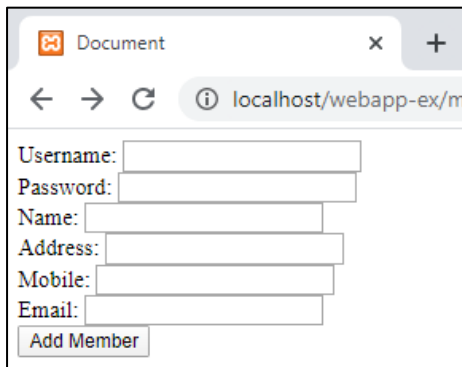 Document
localhost/webapp-ex/m
Username:
Password:
Name:
Address:
Mobile:
Email:
Add Member